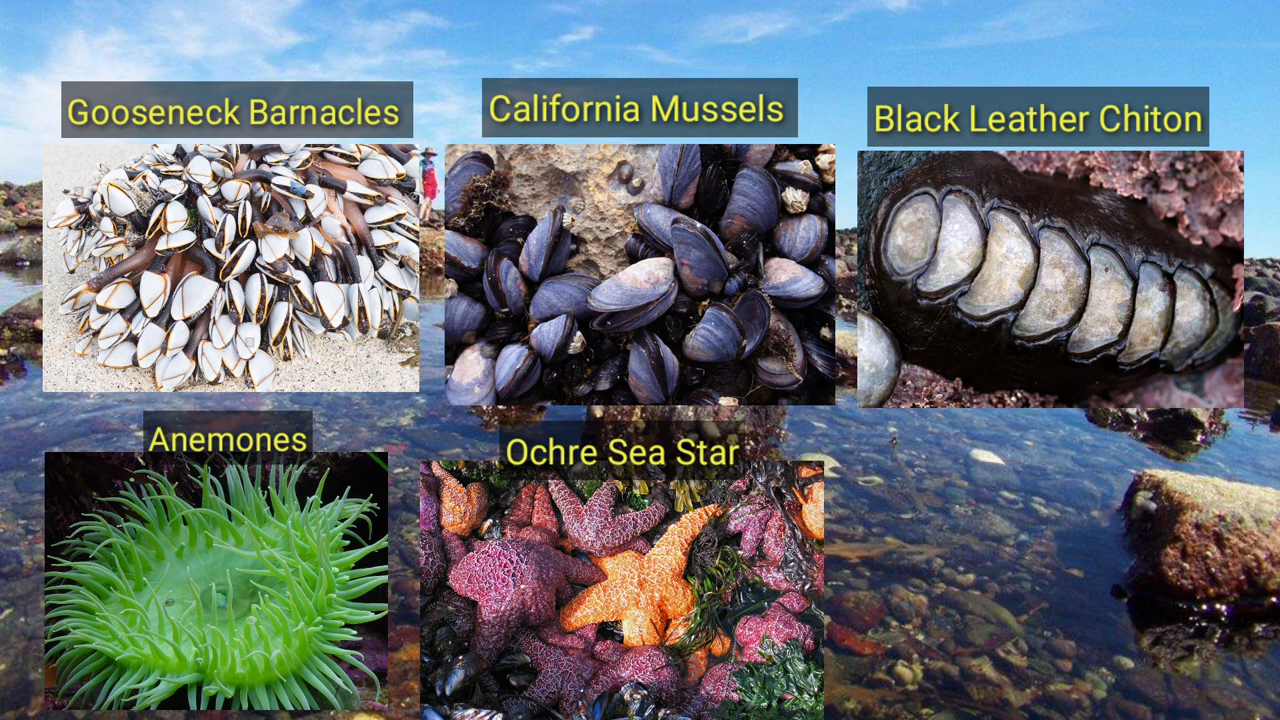 Gooseneck Barnacles
California Mussels
Black Leather Chiton
Anemones
Ochre Sea Star